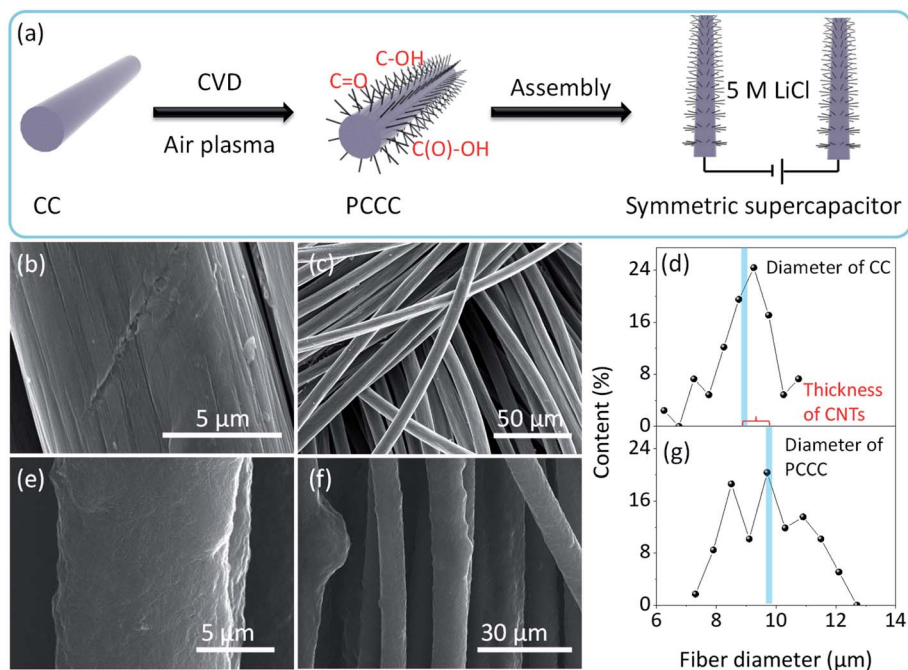 (a)
C-OH
C=O
CVD
Air plasma
Assembly
5 M LiCl
C(O)-OH
CC
PCCC
Symmetric supercapacitor
(b)
5 μm
(c)
50 μm
(d)
Diameter of CC
24
16
8
0
Thickness
of CNTs
Content (%)
(e)
5 μm
(f)
30 μm
(g)
Diameter of
PCCC
24
16
8
0
6
8
10
12
14
Fiber diameter (μm)